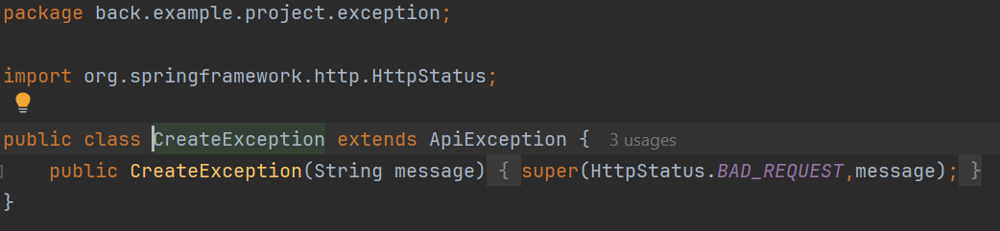 package back.example.project.exception;
import org.springframework.http.HttpStatus;
public class CreateException extends ApiException { 3 usages
public CreateException(String message) { super(HttpStatus.BAD_REQUEST,message); }
}